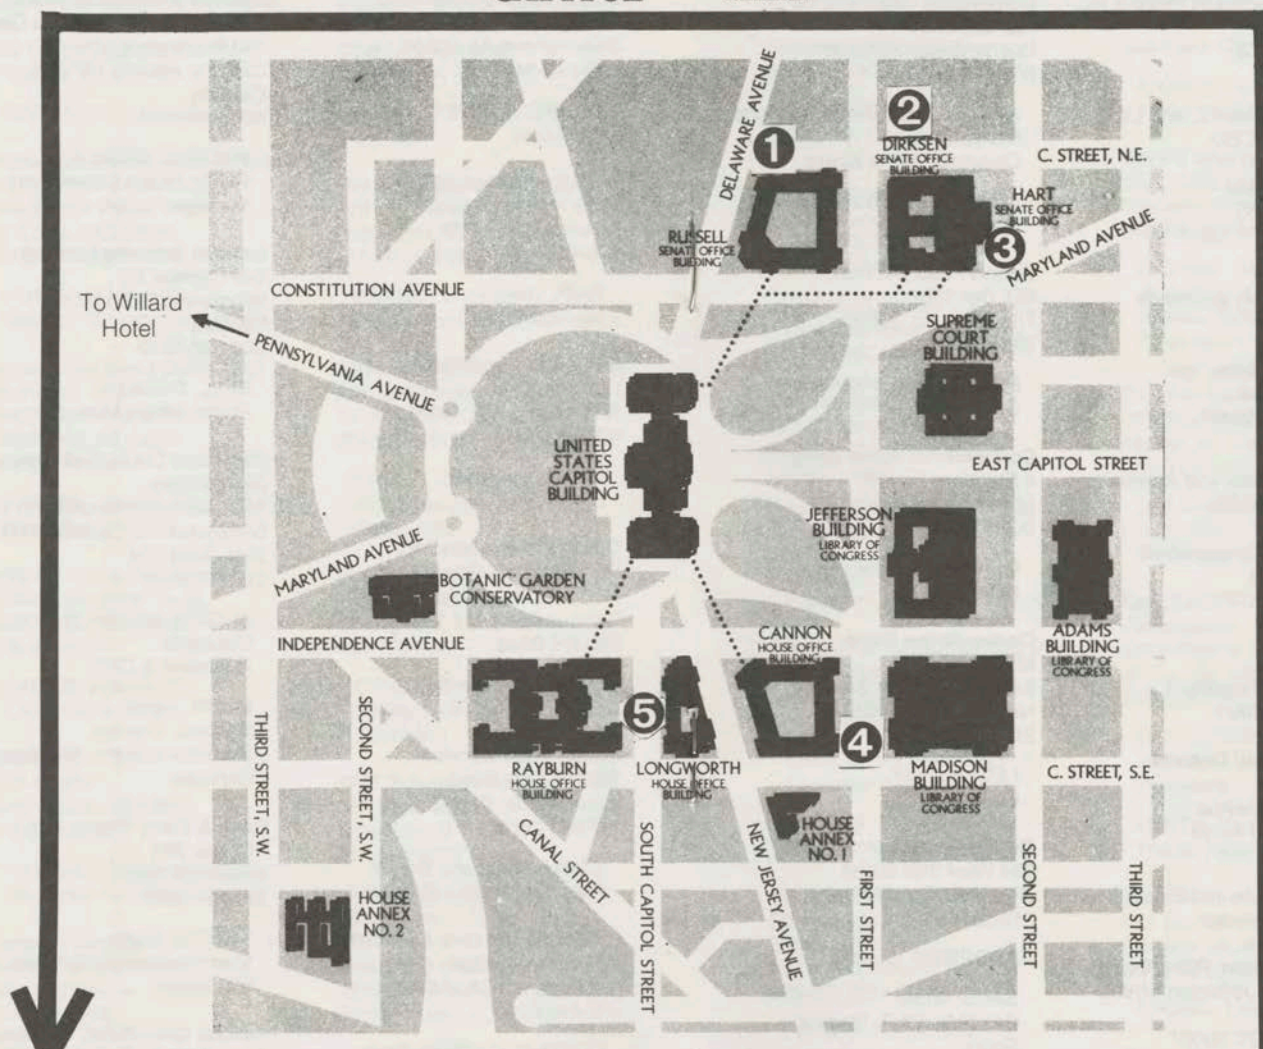 DELAWARE AVENUE
1
2
DIRKSEN
SENATE OFFICE
BUILDING
C. STREET, N.E.
HART
SENATE OFFICE
BUILDING
3
RUSSELL
SENATE OFFICE
BUILDING
MARYLAND AVENUE
CONSTITUTION AVENUE
To Willard
Hotel
PENNSYLVANIA AVENUE
SUPREME
COURT
BUILDING
UNITED
STATES
CAPITOL
BUILDING
EAST CAPITOL STREET
JEFFERSON
BUILDING
LIBRARY OF
CONGRESS
MARYLAND AVENUE
BOTANIC GARDEN
CONSERVATORY
INDEPENDENCE AVENUE
CANNON
HOUSE OFFICE
BUILDING
ADAMS
BUILDING
LIBRARY OF
CONGRESS
THIRD STREET, S.W.
SECOND STREET, S.W.
5
4
RAYBURN
HOUSE OFFICE
BUILDING
LONGWORTH
HOUSE OFFICE
BUILDING
MADISON
BUILDING
LIBRARY OF
CONGRESS
C. STREET, S.E.
CANAL STREET
SOUTH CAPITOL STREET
NEW JERSEY AVENUE
HOUSE
ANNEX
NO. 1
FIRST STREET
SECOND STREET
THIRD STREET
HOUSE
ANNEX
NO. 2